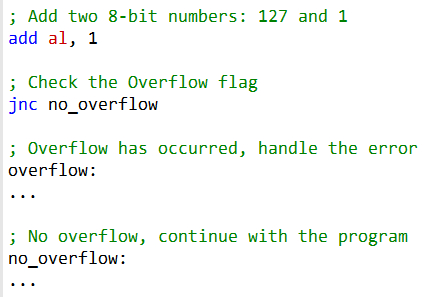 ; Add two 8-bit numbers: 127 and 1
add al, 1
; Check the Overflow flag
jnc no_overflow
; Overflow has occurred, handle the error
overflow:
...
; No overflow, continue with the program
no_overflow:
...